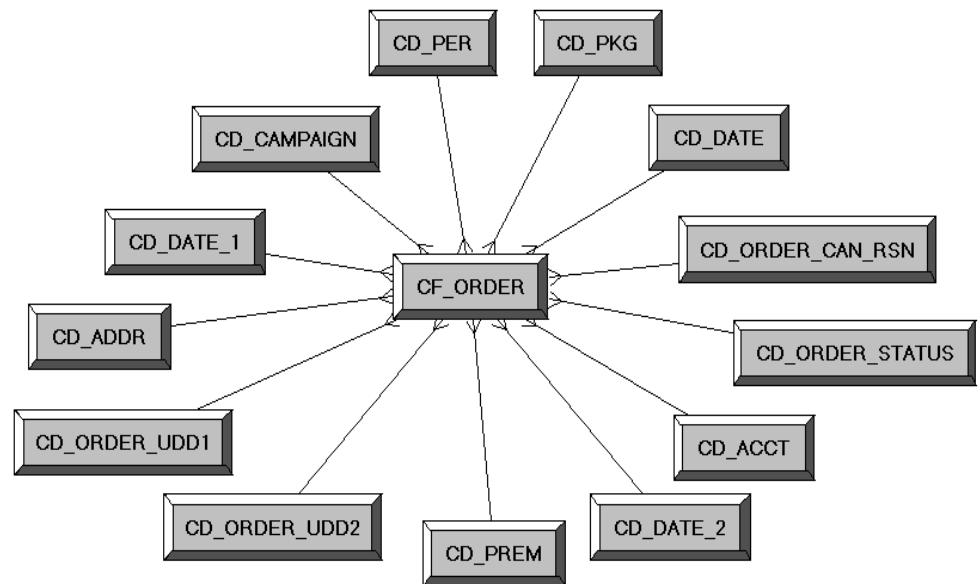 CD_PER
CD_PKG
CD_CAMPAIGN
CD_DATE
CD_DATE_1
CD_ORDER_CAN_RSN
CF_ORDER
CD_ADDR
CD_ORDER_STATUS
CD_ORDER_UDD1
CD_ACCT
CD_ORDER_UDD2
CD_DATE_2
CD_PREM